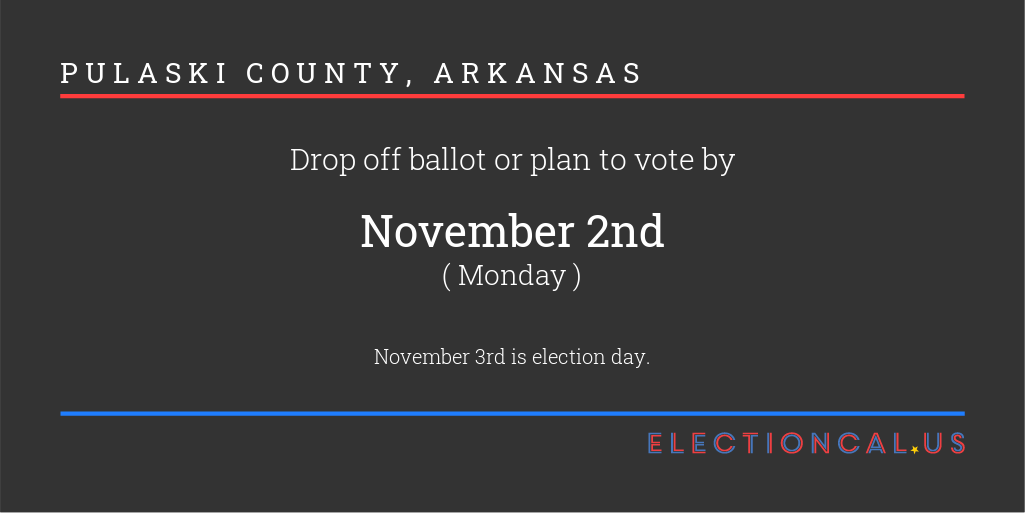 PULASKI COUNTY, ARKANSAS
Drop off ballot or plan to vote by
November 2nd
( Monday )
November 3rd is election day.
ELECTIONCAL.US